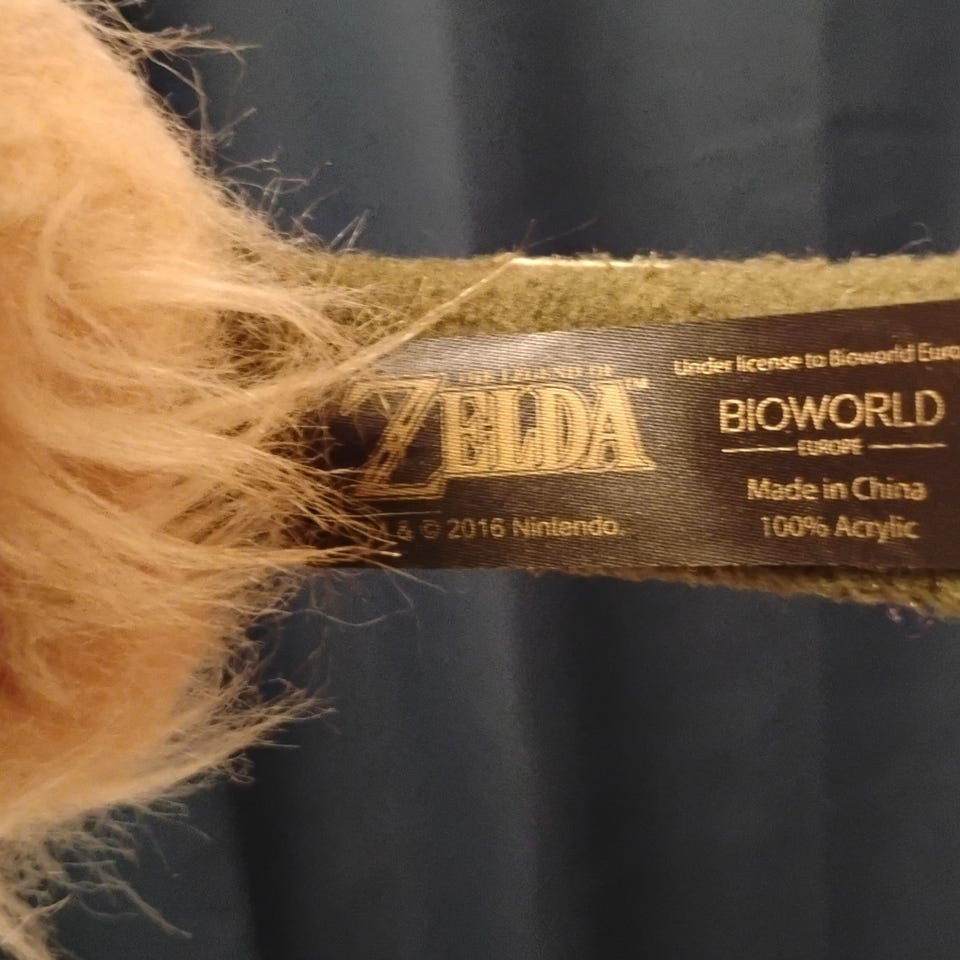 THE LEGEND OF
ZELDA™
& © 2016 Nintendo.
Under license to Bioworld Euro
BIOWORLD
EUROPE
Made in China
100% Acrylic